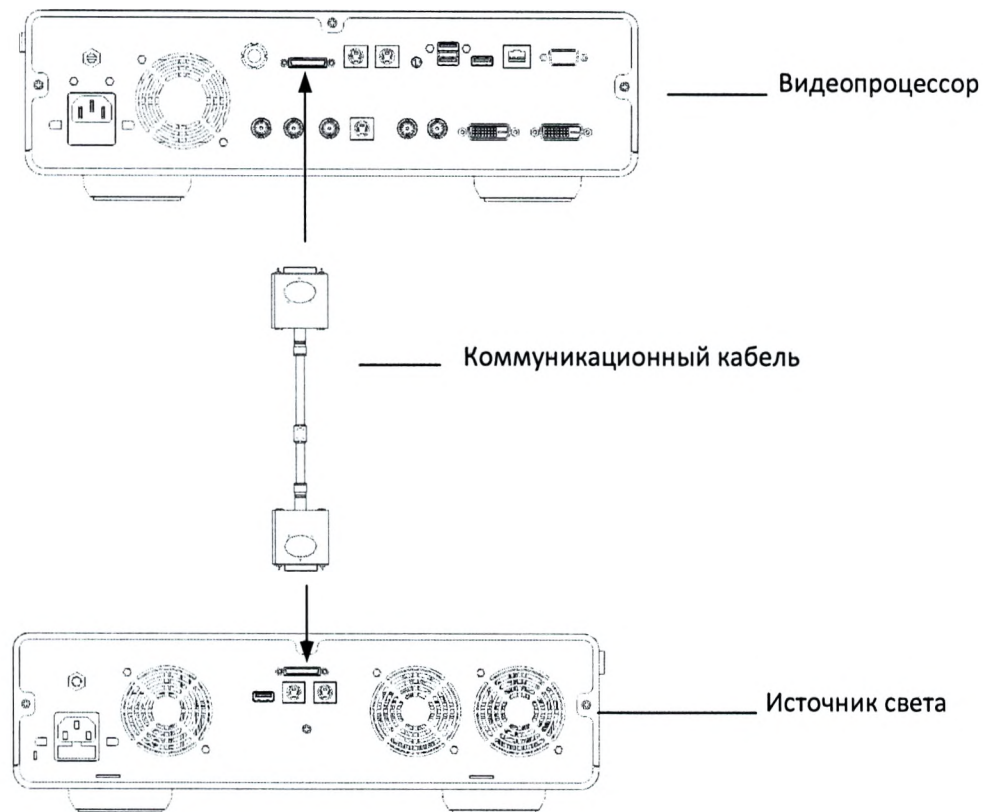 Видеопроцессор
Коммуникационный кабель
Источник света